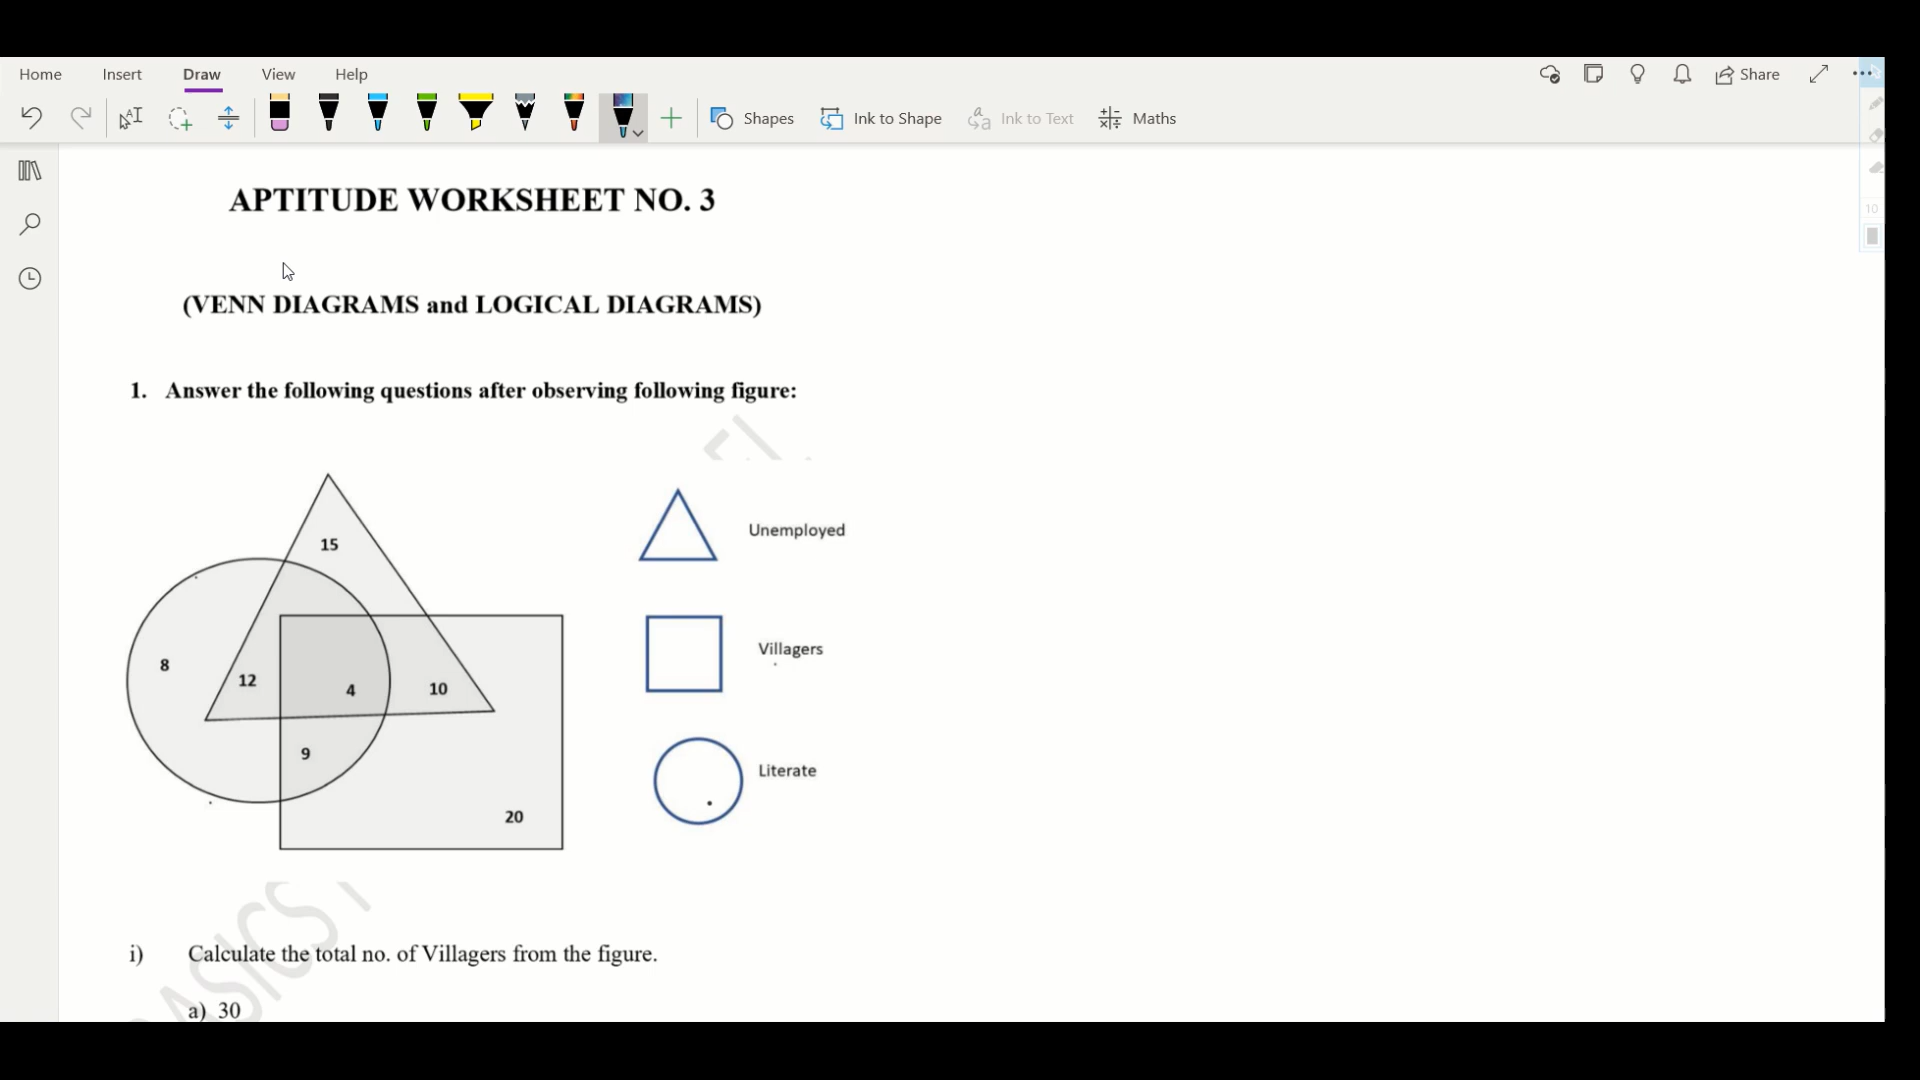 Home Insert Draw View Help Share
Shapes Ink to Shape Ink to Text Maths
APTITUDE WORKSHEET NO. 3
(VENN DIAGRAMS and LOGICAL DIAGRAMS)
1. Answer the following questions after observing following figure:
15
8
12
4
10
9
20
Unemployed
Villagers
Literate
i) Calculate the total no. of Villagers from the figure.
a) 30
10